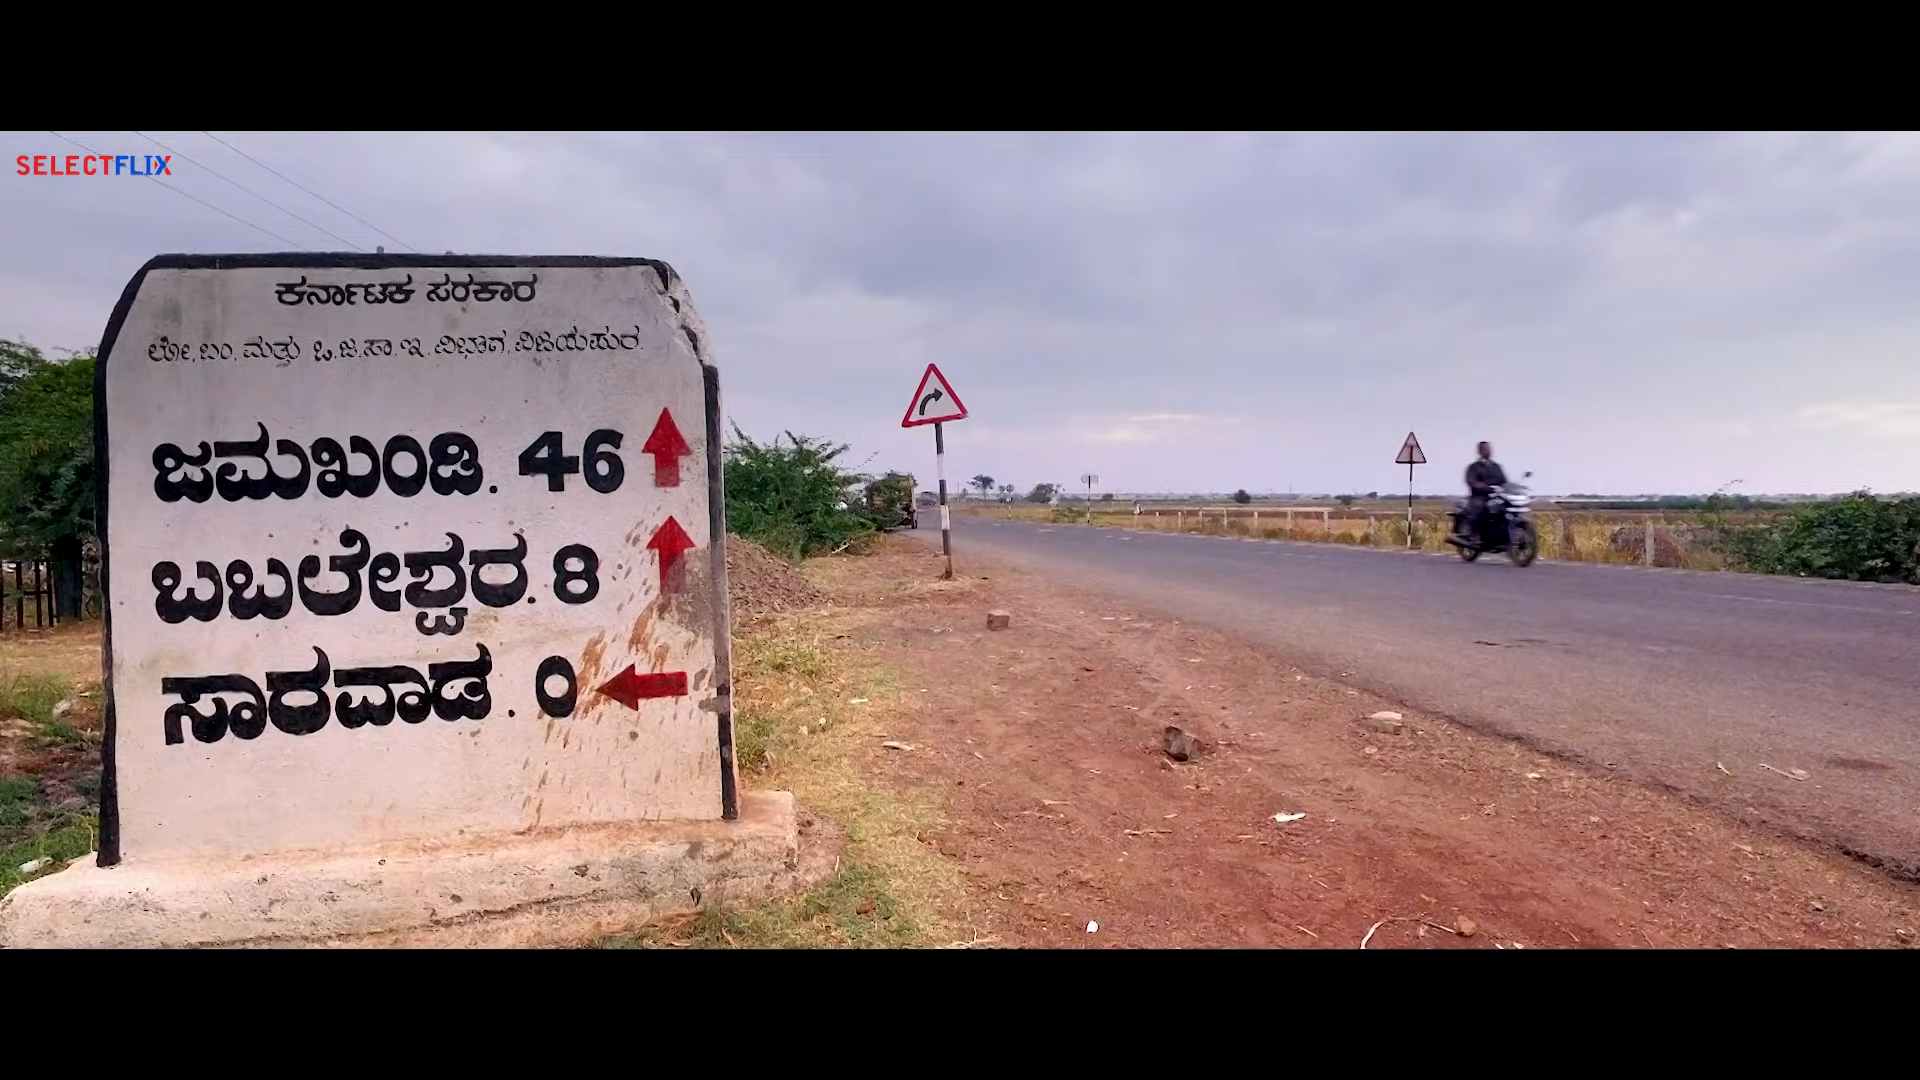 SELECTFLIX
ಕರ್ನಾಟಕ ಸರಕಾರ
ಲೋ.ಬಂ. ಮತ್ತು ಒ.ಜ.ಸಾ.ಇ. ವಿಭಾಗ, ವಿಜಯಪುರ.
ಜಮಖಂಡಿ. 46
ಬಬಲೇಶ್ವರ. 8
ಸಾರವಾಡ. 0